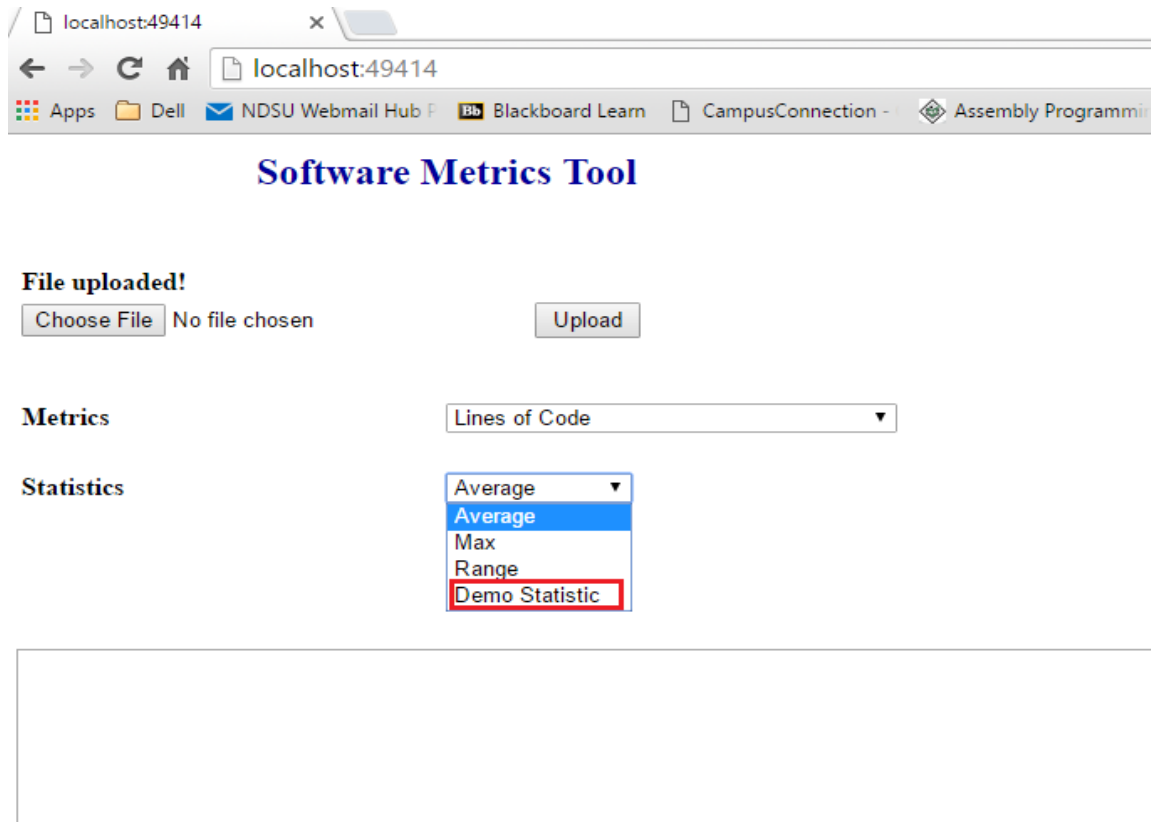 localhost:49414
localhost:49414
Apps Dell NDSU Webmail Hub Blackboard Learn CampusConnection - Assembly
Software Metrics Tool
File uploaded!
Choose File No file chosen Upload
Metrics Lines of Code
Statistics Average
Average
Max
Range
Demo Statistic